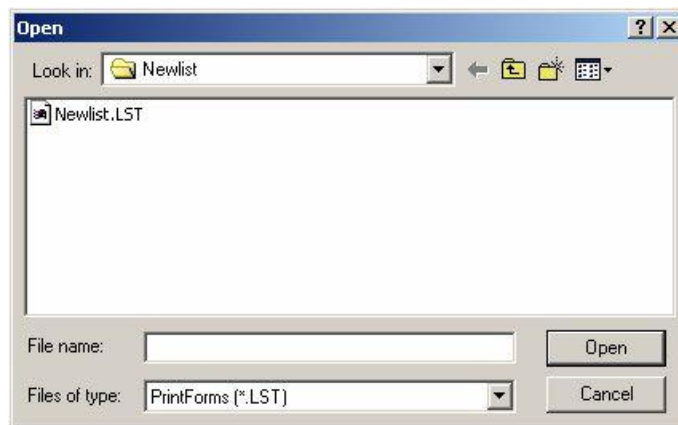 Open
Look in: Newlist
Newlist.LST
File name: Open
Files of type: PrintForms (*.LST) Cancel